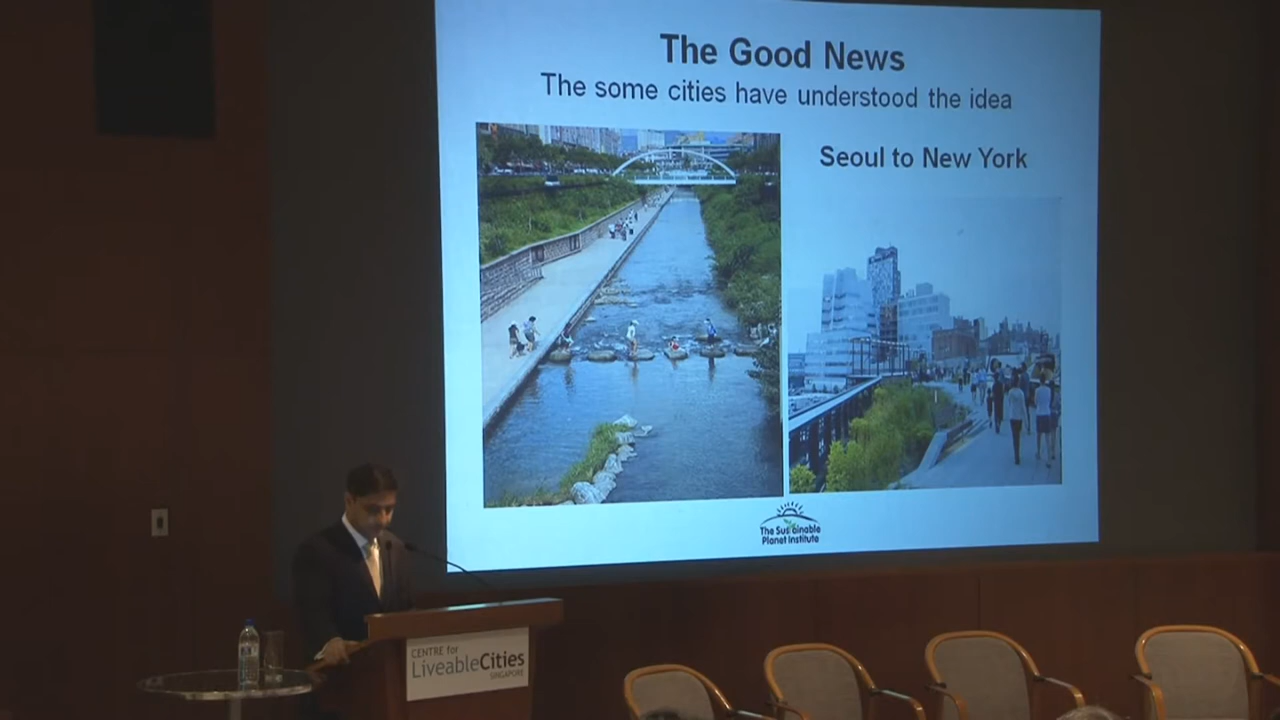 The Good News
The some cities have understood the idea
Seoul to New York
The Sustainable
Planet Institute
CENTRE for
LiveableCities
SINGAPORE